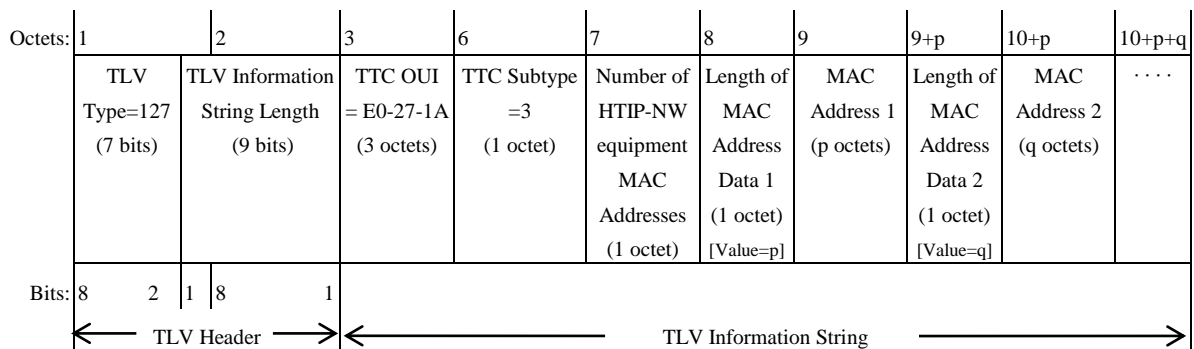 Octets: 1 2 3 6 7 8 9 9+p 10+p 10+p+q
TLV Type=127 (7 bits)
TLV Information String Length (9 bits)
TTC OUI = E0-27-1A (3 octets)
TTC Subtype =3 (1 octet)
Number of HTIP-NW equipment MAC Addresses (1 octet)
Length of MAC Address Data 1 (1 octet) [Value=p]
MAC Address 1 (p octets)
Length of MAC Address Data 2 (1 octet) [Value=q]
MAC Address 2 (q octets)
····
Bits: 8 2 1 8 1
TLV Header
TLV Information String